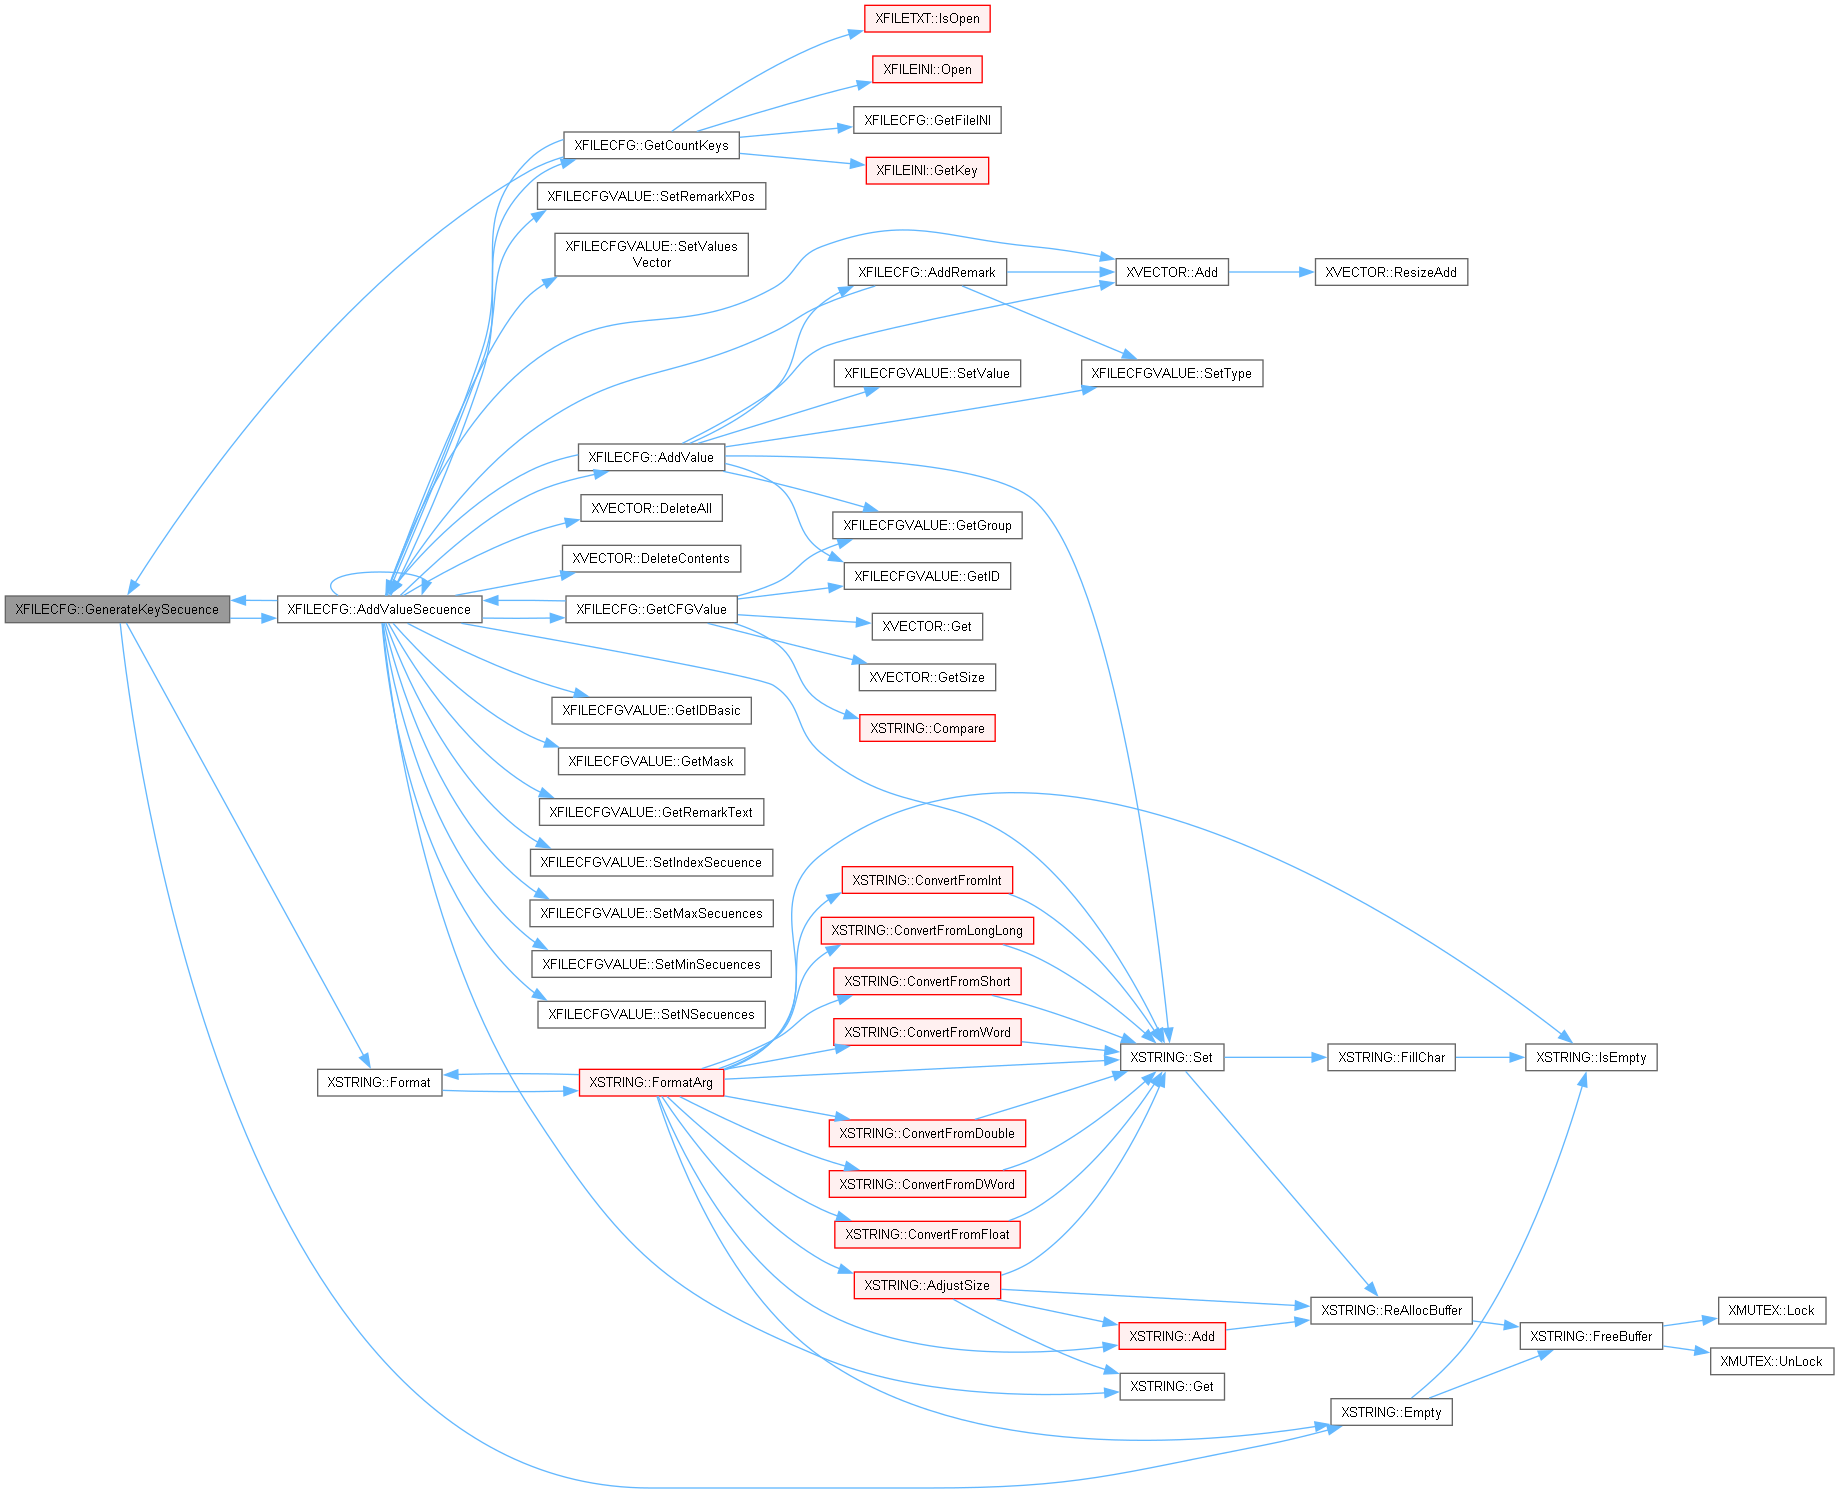 XFILETXT::IsOpen
XFILEINI::Open
XFILECFG::GetFileINI
XFILECFG::GetCountKeys
XFILEINI::GetKey
XFILECFGVALUE::SetRemarkXPos
XFILECFGVALUE::SetValues
Vector
XFILECFG::AddRemark
XVECTOR::Add
XVECTOR::ResizeAdd
XFILECFGVALUE::SetValue
XFILECFGVALUE::SetType
XFILECFG::AddValue
XVECTOR::DeleteAll
XFILECFGVALUE::GetGroup
XVECTOR::DeleteContents
XFILECFGVALUE::GetID
XFILECFG::GenerateKeySecuence
XFILECFG::AddValueSecuence
XFILECFG::GetCFGValue
XVECTOR::Get
XVECTOR::GetSize
XFILECFGVALUE::GetIDBasic
XSTRING::Compare
XFILECFGVALUE::GetMask
XFILECFGVALUE::GetRemarkText
XFILECFGVALUE::SetIndexSecuence
XSTRING::ConvertFromInt
XFILECFGVALUE::SetMaxSecuences
XSTRING::ConvertFromLongLong
XFILECFGVALUE::SetMinSecuences
XSTRING::ConvertFromShort
XFILECFGVALUE::SetNSecuences
XSTRING::ConvertFromWord
XSTRING::Set
XSTRING::FillChar
XSTRING::IsEmpty
XSTRING::Format
XSTRING::FormatArg
XSTRING::ConvertFromDouble
XSTRING::ConvertFromDWord
XSTRING::ConvertFromFloat
XSTRING::AdjustSize
XSTRING::ReAllocBuffer
XMUTEX::Lock
XSTRING::Add
XSTRING::FreeBuffer
XMUTEX::UnLock
XSTRING::Get
XSTRING::Empty